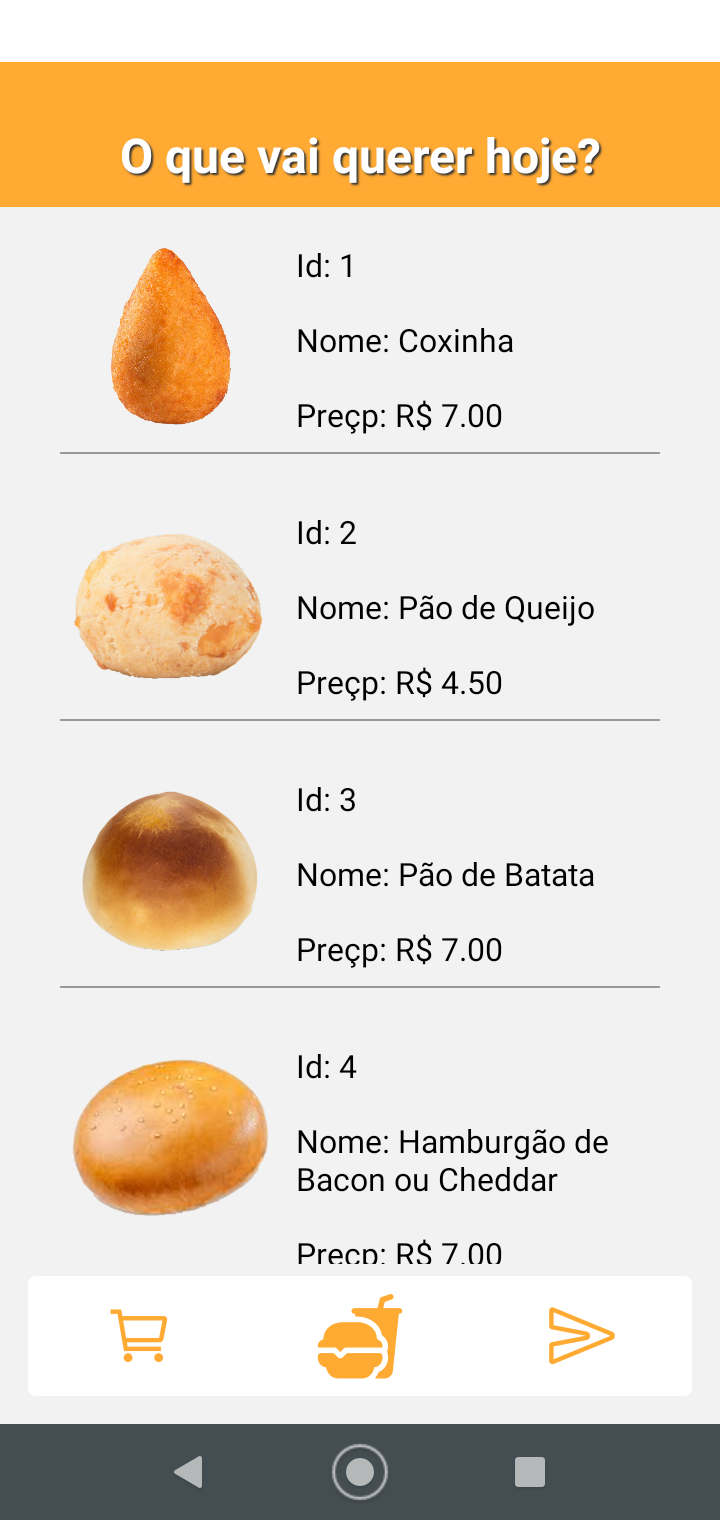 O que vai querer hoje?
Id: 1
Nome: Coxinha
Preçp: R$ 7.00
Id: 2
Nome: Pão de Queijo
Preçp: R$ 4.50
Id: 3
Nome: Pão de Batata
Preçp: R$ 7.00
Id: 4
Nome: Hamburgão de
Bacon ou Cheddar
Preçp: R$ 7.00